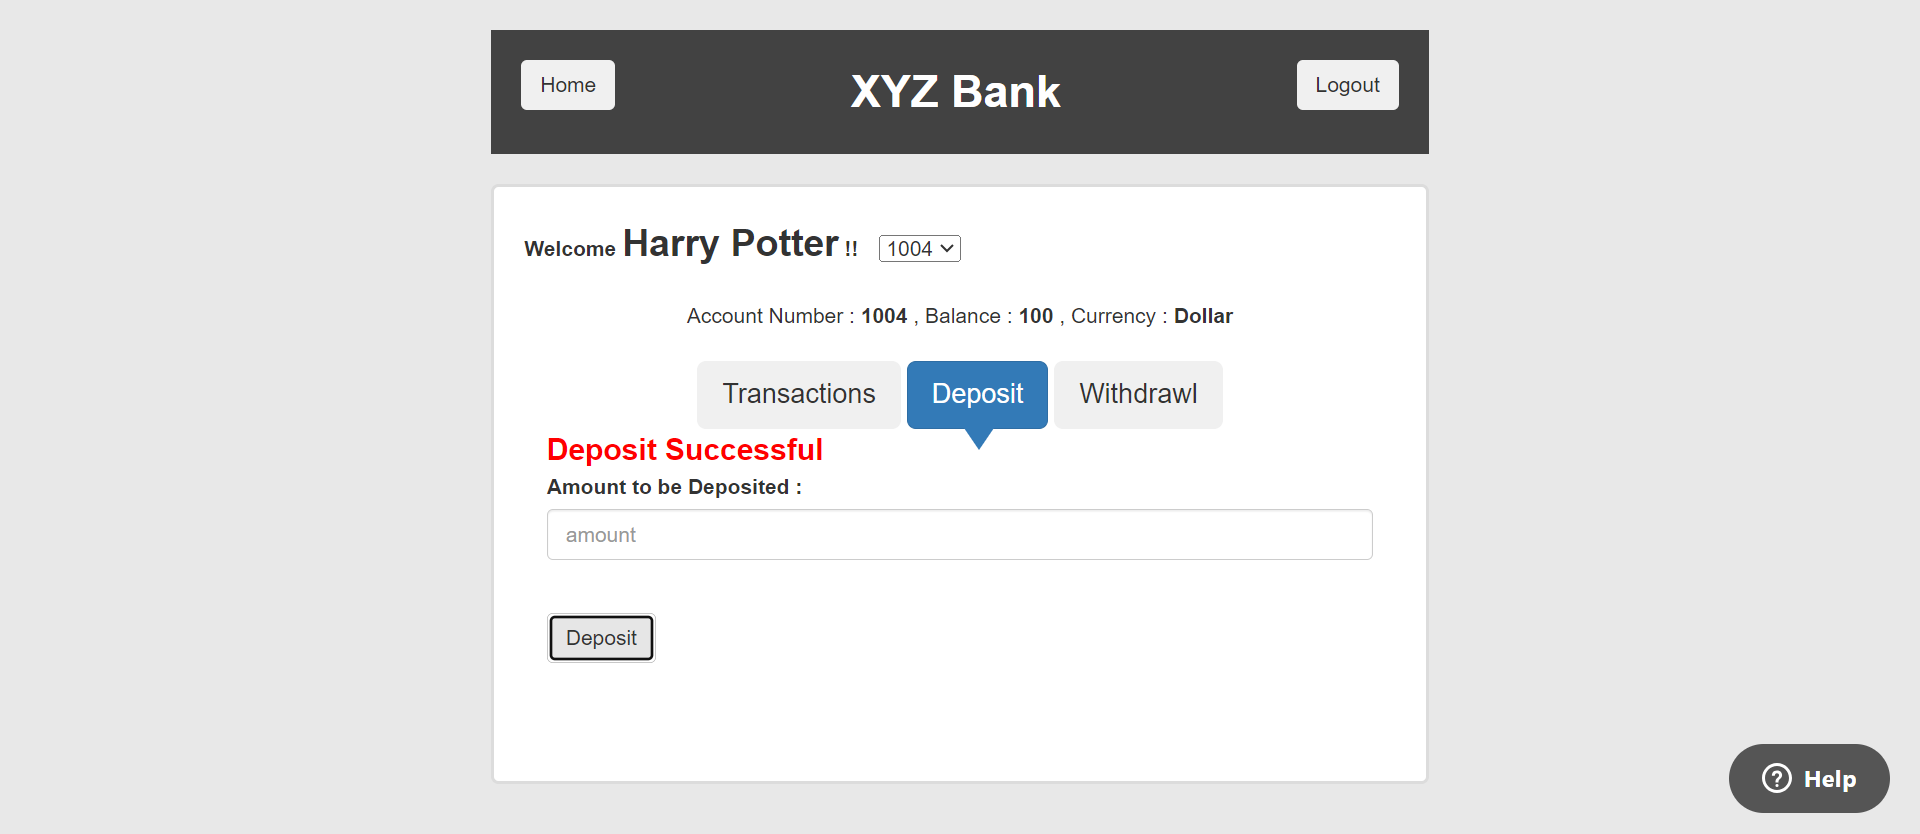 Home
XYZ Bank
Logout
Welcome Harry Potter !! 1004
Account Number : 1004 , Balance : 100 , Currency : Dollar
Transactions
Deposit
Withdrawl
Deposit Successful
Amount to be Deposited :
amount
Deposit
Help